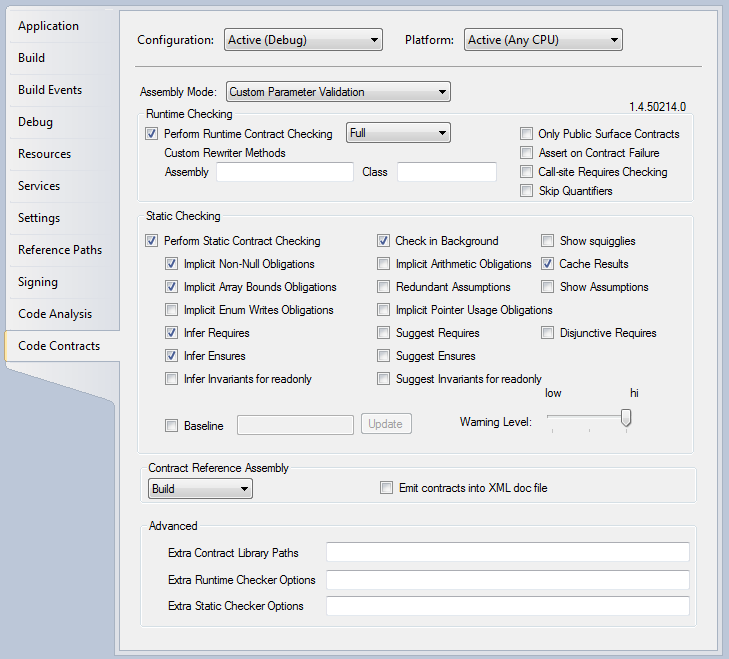 Application
Build
Build Events
Debug
Resources
Services
Settings
Reference Paths
Signing
Code Analysis
Code Contracts
Configuration: Active (Debug) Platform: Active (Any CPU)
Assembly Mode: Custom Parameter Validation
1.4.50214.0
Runtime Checking
Perform Runtime Contract Checking Full Only Public Surface Contracts
Custom Rewriter Methods Assert on Contract Failure
Assembly Class Call-site Requires Checking
Skip Quantifiers
Static Checking
Perform Static Contract Checking Check in Background Show squigglies
Implicit Non-Null Obligations Implicit Arithmetic Obligations Cache Results
Implicit Array Bounds Obligations Redundant Assumptions Show Assumptions
Implicit Enum Writes Obligations Implicit Pointer Usage Obligations
Infer Requires Suggest Requires Disjunctive Requires
Infer Ensures Suggest Ensures
Infer Invariants for readonly Suggest Invariants for readonly
low hi
Baseline Update Warning Level:
Contract Reference Assembly
Build Emit contracts into XML doc file
Advanced
Extra Contract Library Paths
Extra Runtime Checker Options
Extra Static Checker Options